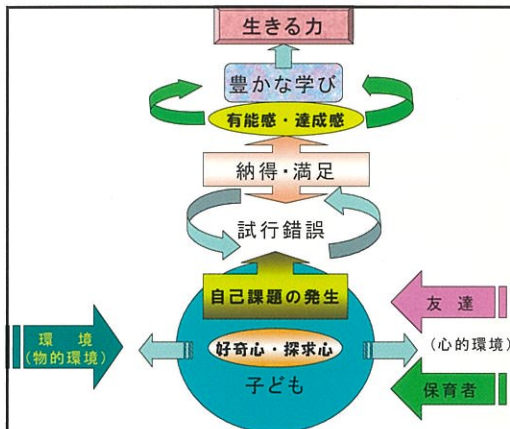 生きる力
豊かな学び
有能感・達成感
納得・満足
試行錯誤
自己課題の発生
友達
環境
(物的環境)
好奇心・探求心
(心的環境)
子ども
保育者